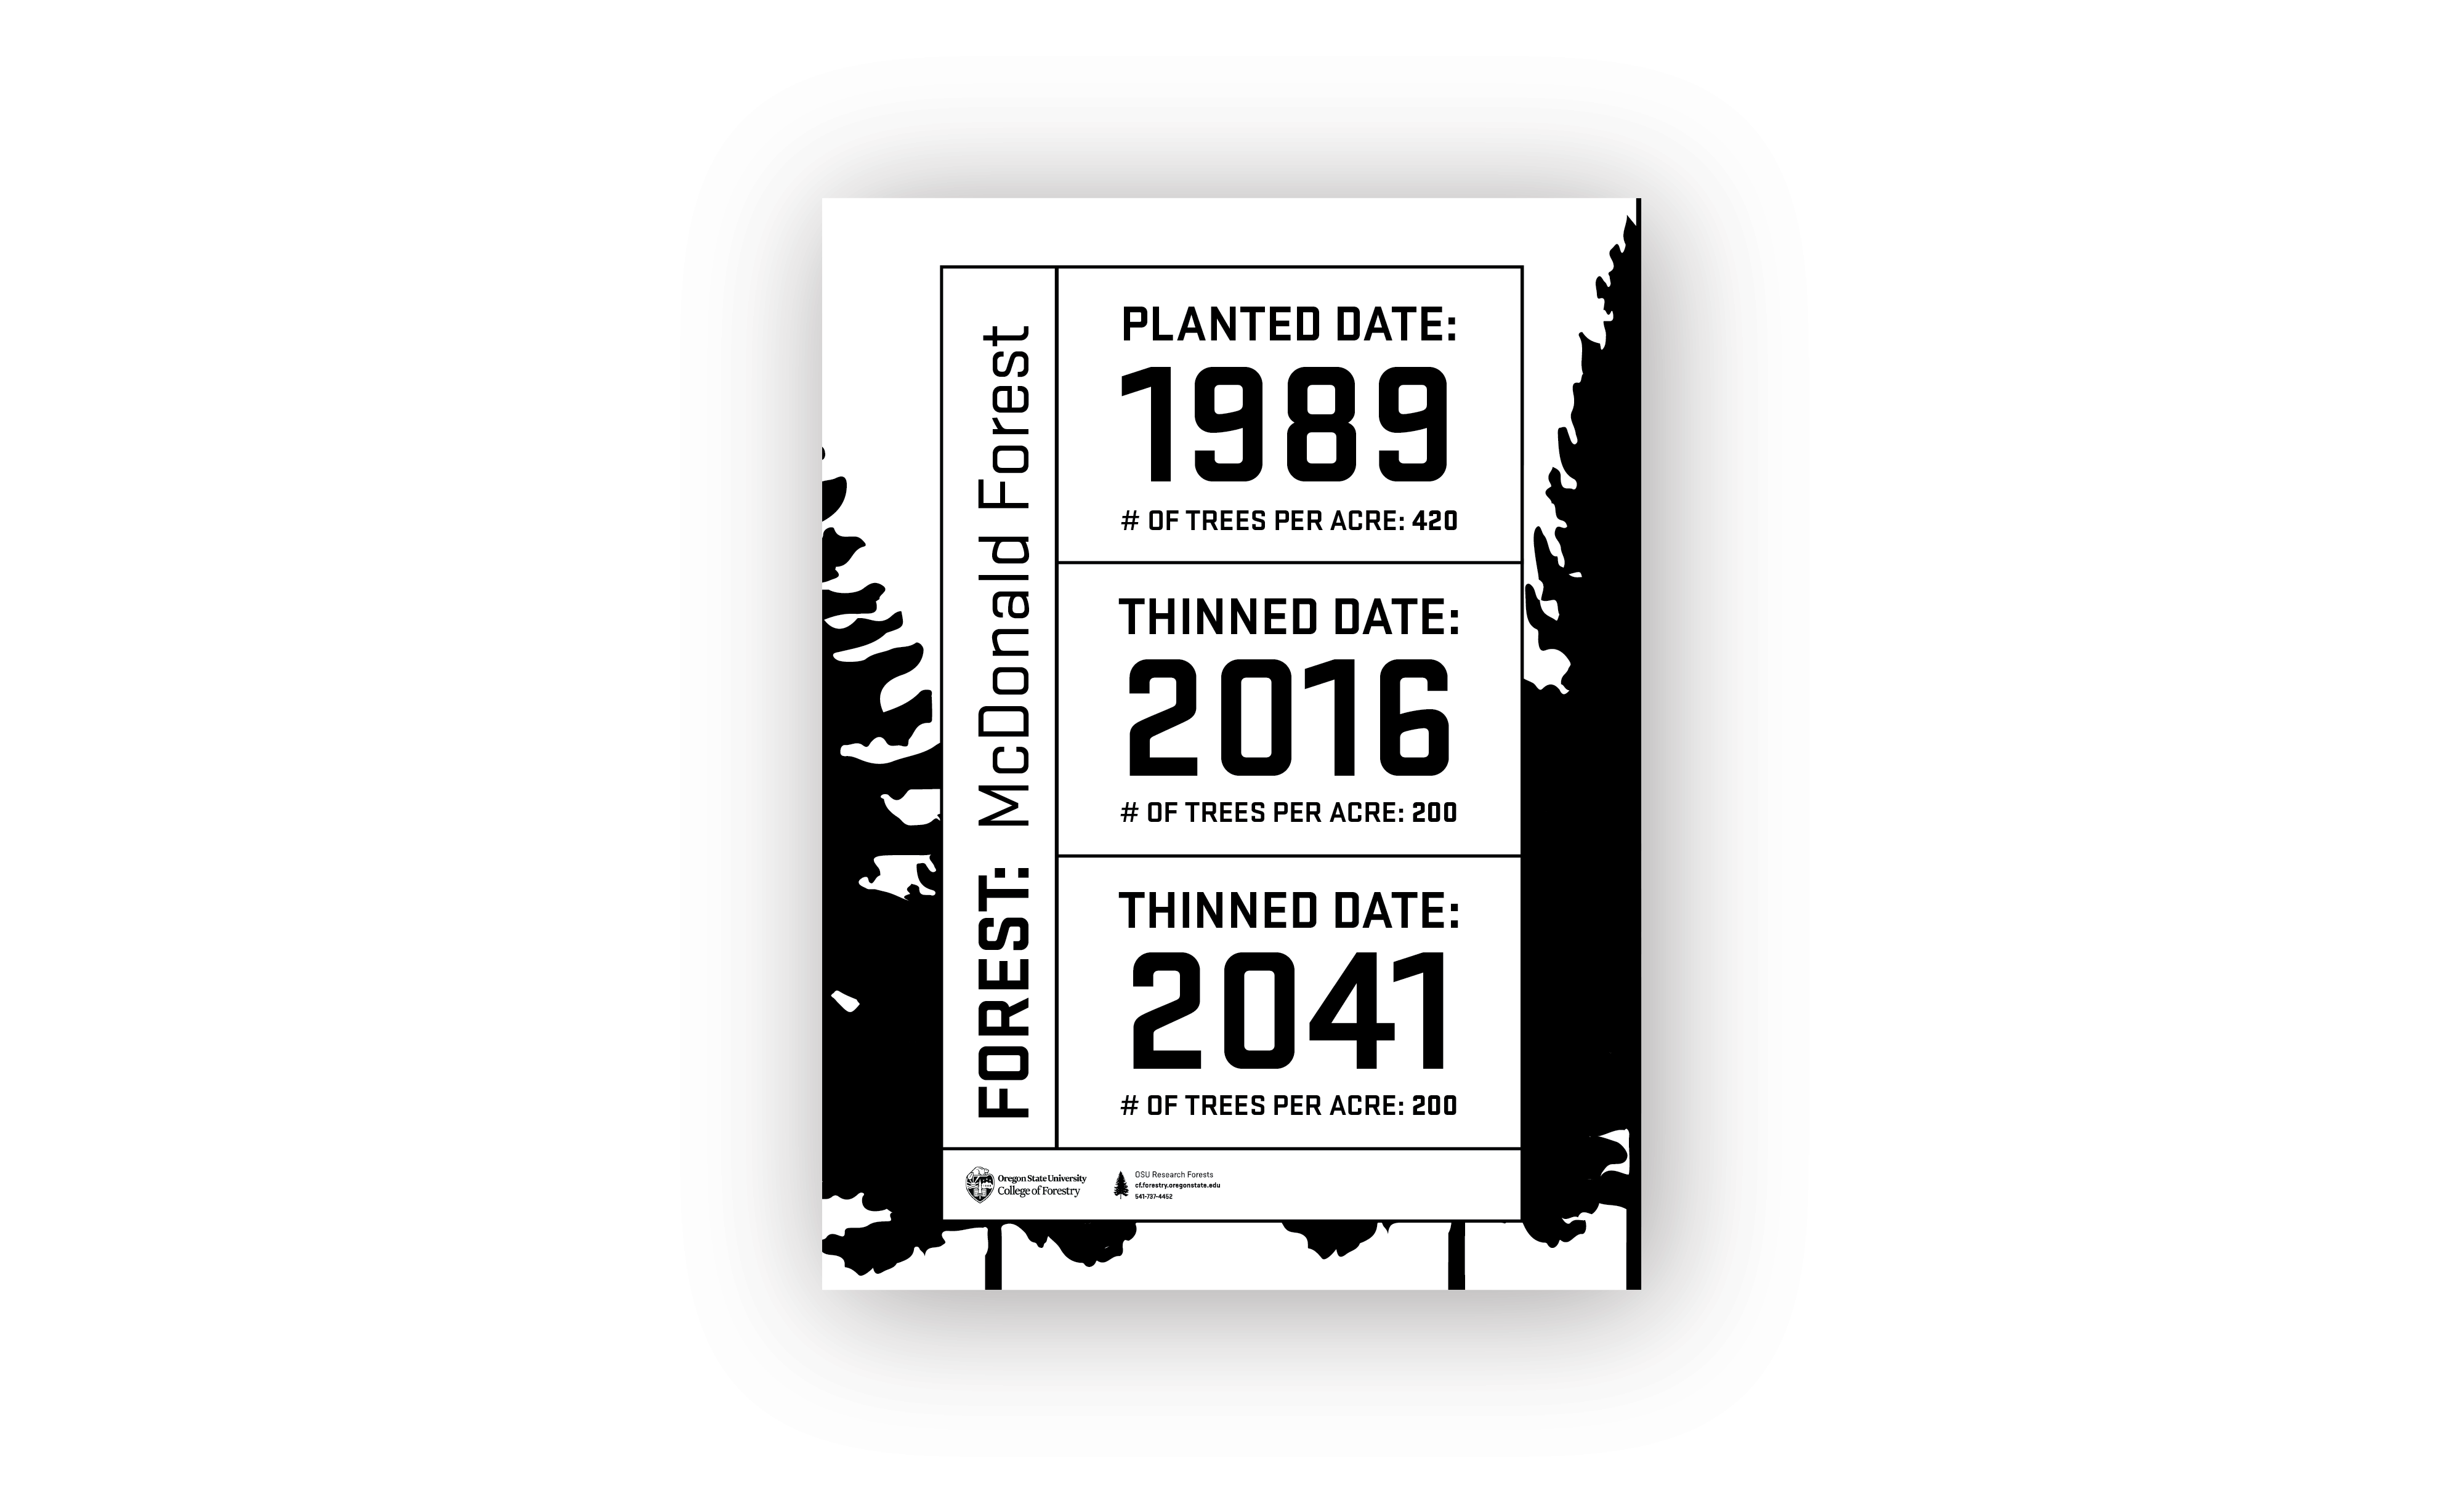 FOREST: McDonald Forest
PLANTED DATE:
1989
# OF TREES PER ACRE: 420
THINNED DATE:
2016
# OF TREES PER ACRE: 200
THINNED DATE:
2041
# OF TREES PER ACRE: 200
Oregon State University
College of Forestry
OSU Research Forests
cf.forestry.oregonstate.edu
541-737-4452